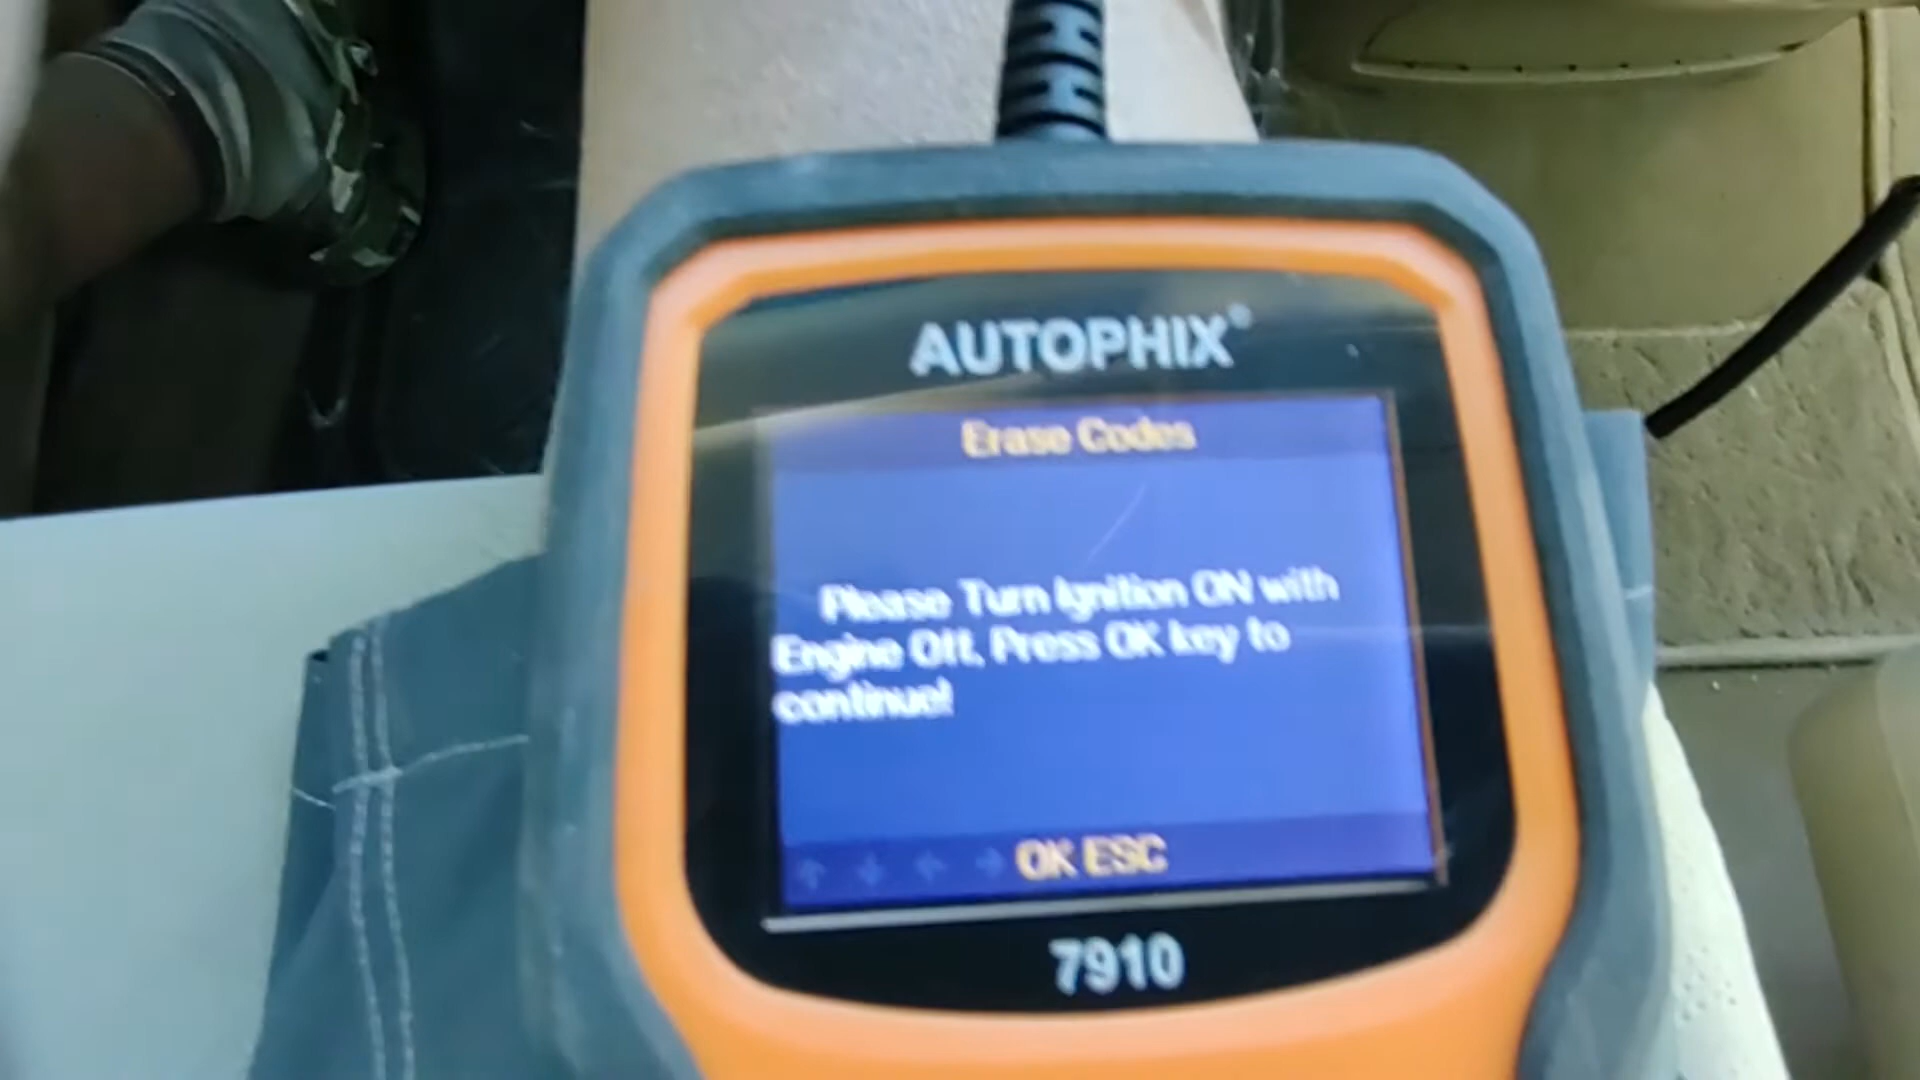 AUTOPHIX®
Erase Codes
Please Turn Ignition ON with
Engine Off, Press OK key to
continue!
OK ESC
7910